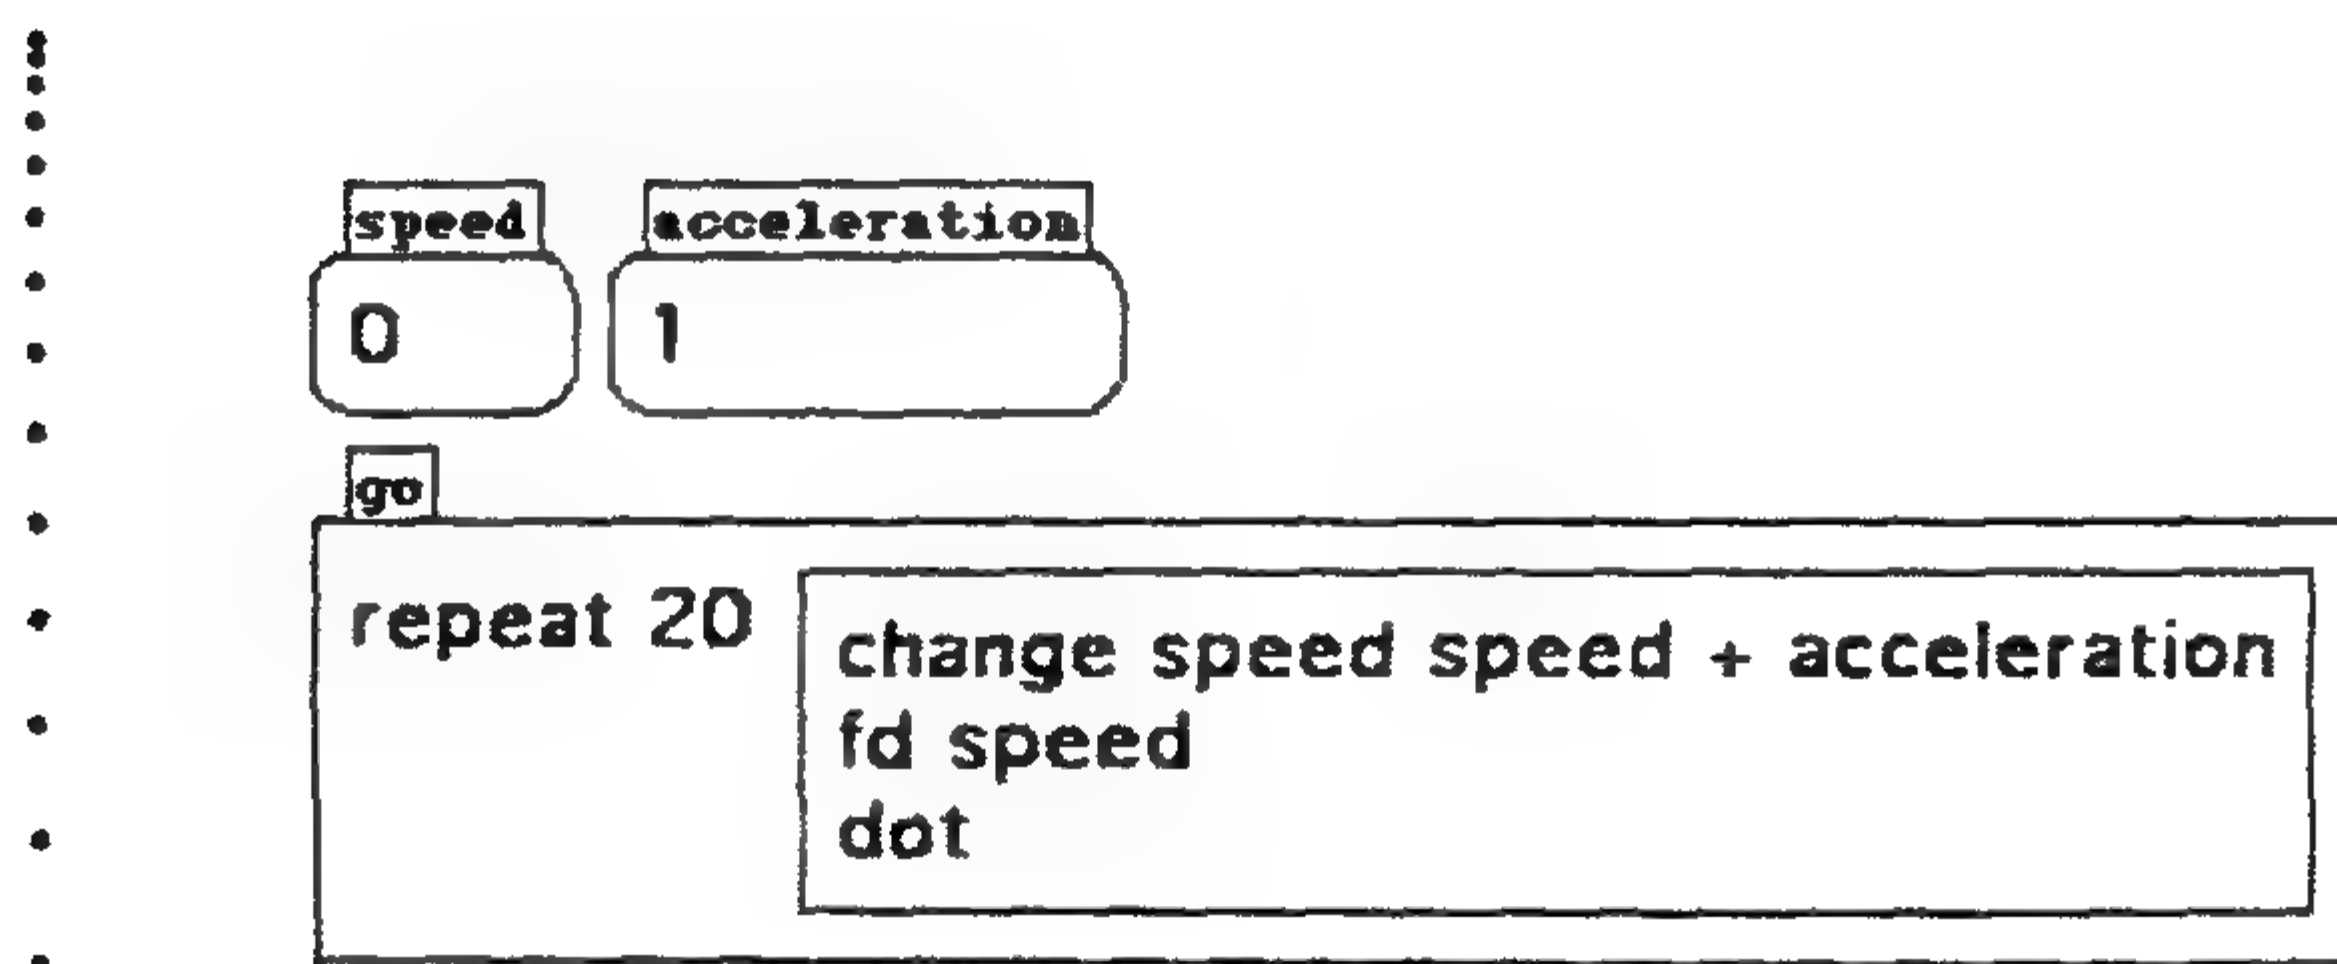 speed acceleration
0 1
go
repeat 20
change speed speed + acceleration
fd speed
dot